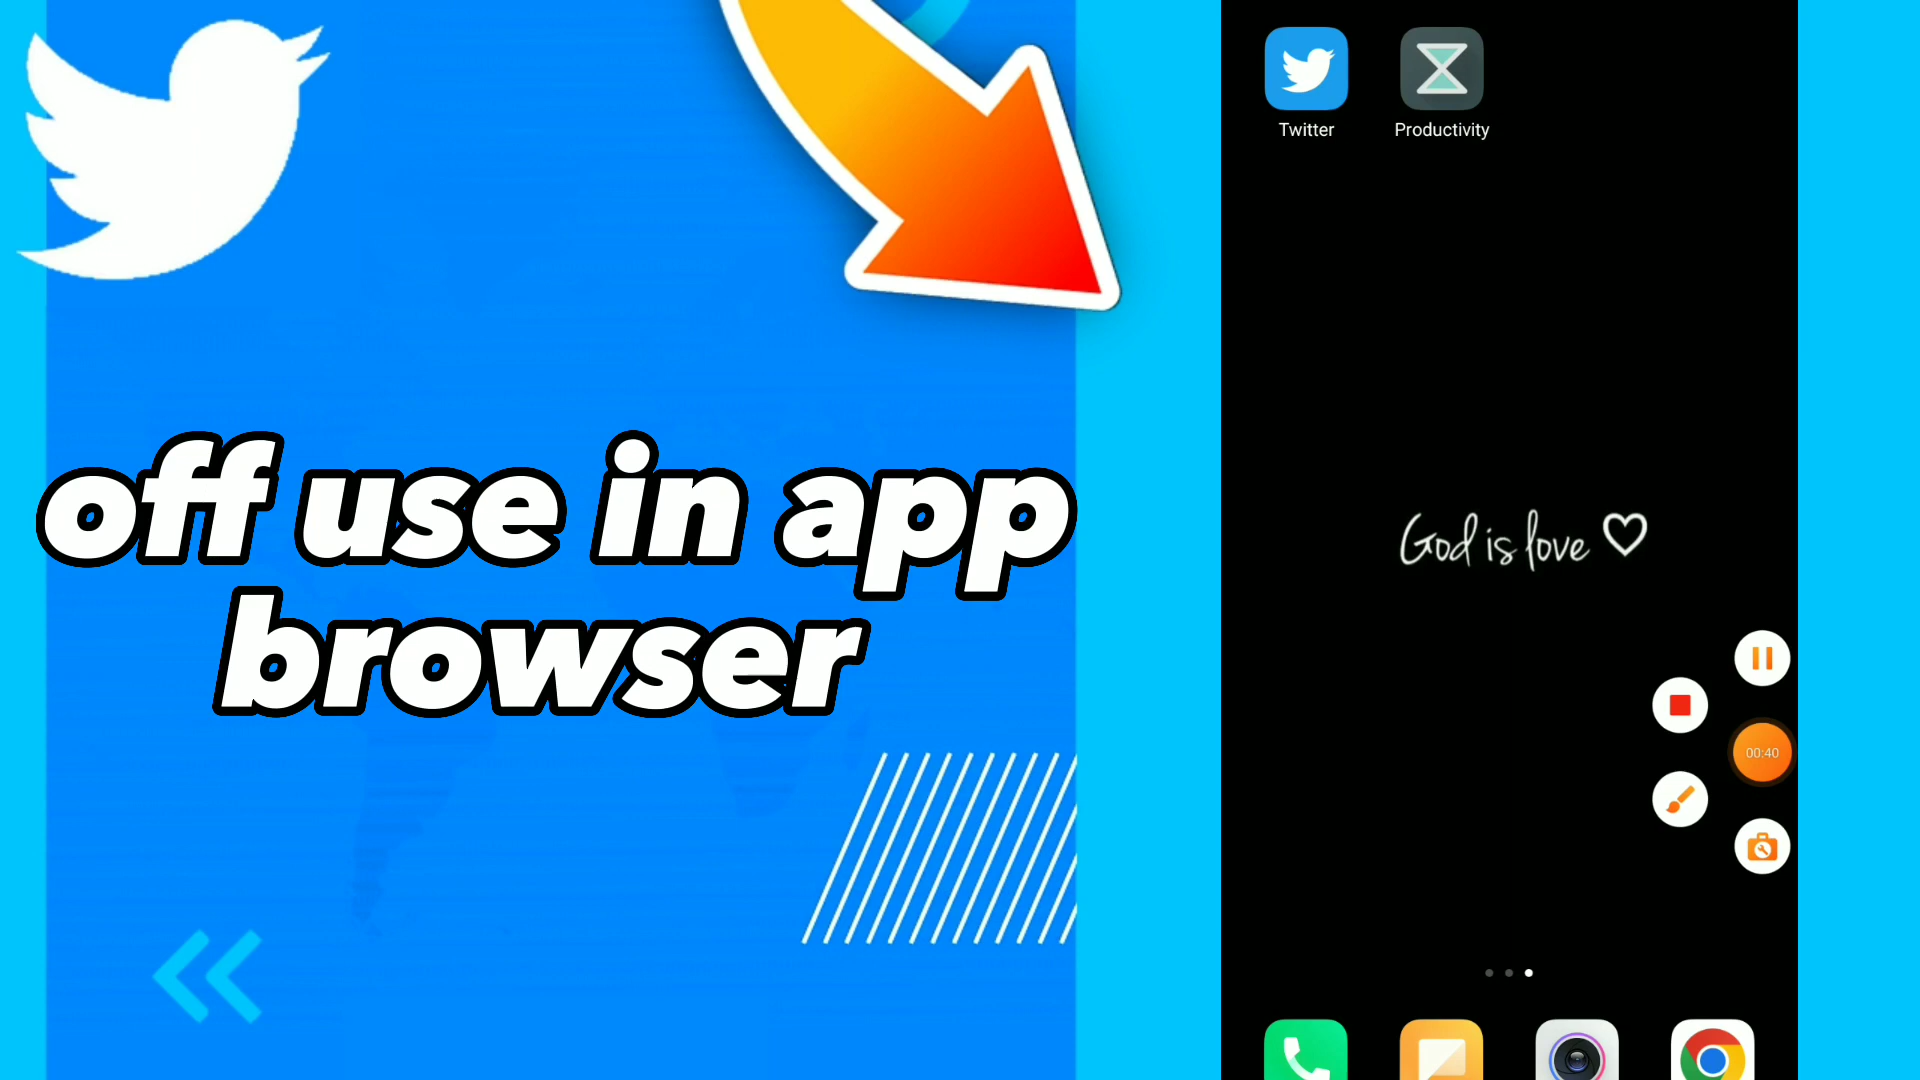 Twitter
Productivity
off use in app
browser
God is love
00:40